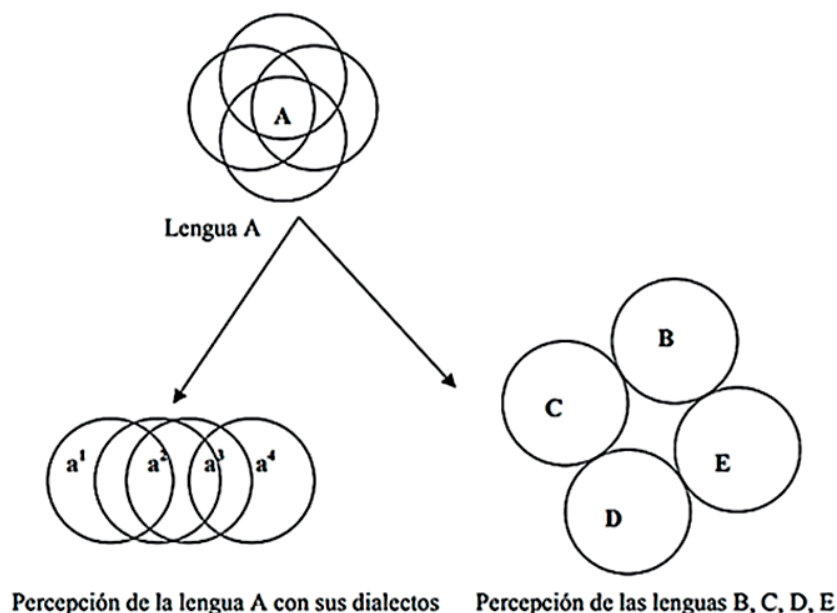 A
Lengua A
B
C
E
D
a¹ a² a³ a⁴
Percepción de la lengua A con sus dialectos
Percepción de las lenguas B, C, D, E